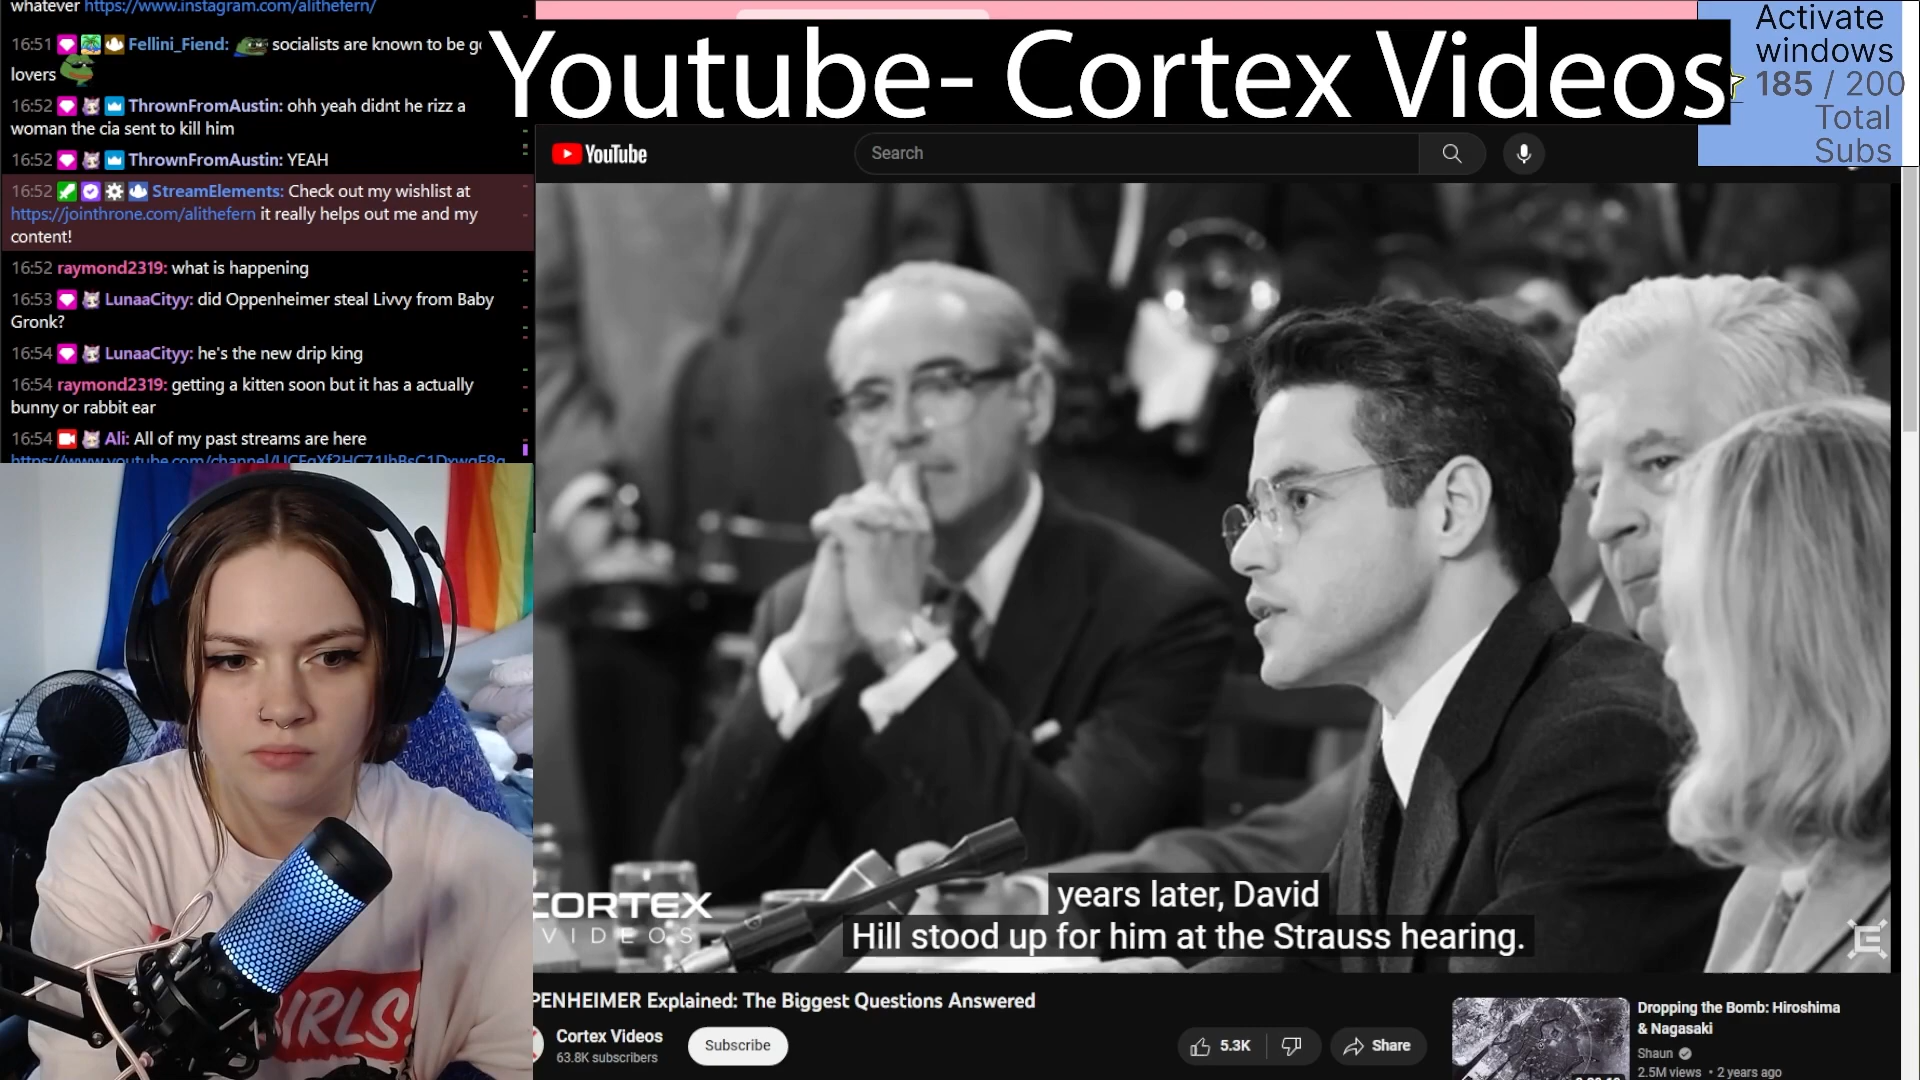 whatever https://www.instagram.com/alithefern/
16:51 Fellini_Fiend: socialists are known to be
lovers
16:52 ThrownFromAustin: ohh yeah didnt he rizz a
woman the cia sent to kill him
16:52 ThrownFromAustin: YEAH
16:52 StreamElements: Check out my wishlist at
https://jointhrone.com/alithefern it really helps out me and my
content!
16:52 raymond2319: what is happening
16:53 LunaaCityy: did Oppenheimer steal Livvy from Baby
Gronk?
16:54 LunaaCityy: he's the new drip king
16:54 raymond2319: getting a kitten soon but it has a actually
bunny or rabbit ear
16:54 Ali: All of my past streams are here
Youtube- Cortex Videos
Activate
windows
185 / 200
Total
Subs
YouTube
Search
CORTEX
VIDEOS
years later, David
Hill stood up for him at the Strauss hearing.
PENHEIMER Explained: The Biggest Questions Answered
Cortex Videos
63.8K subscribers
Subscribe
5.3K
Share
Dropping the Bomb: Hiroshima
& Nagasaki
Shaun
2.5M views • 2 years ago
IRLS!